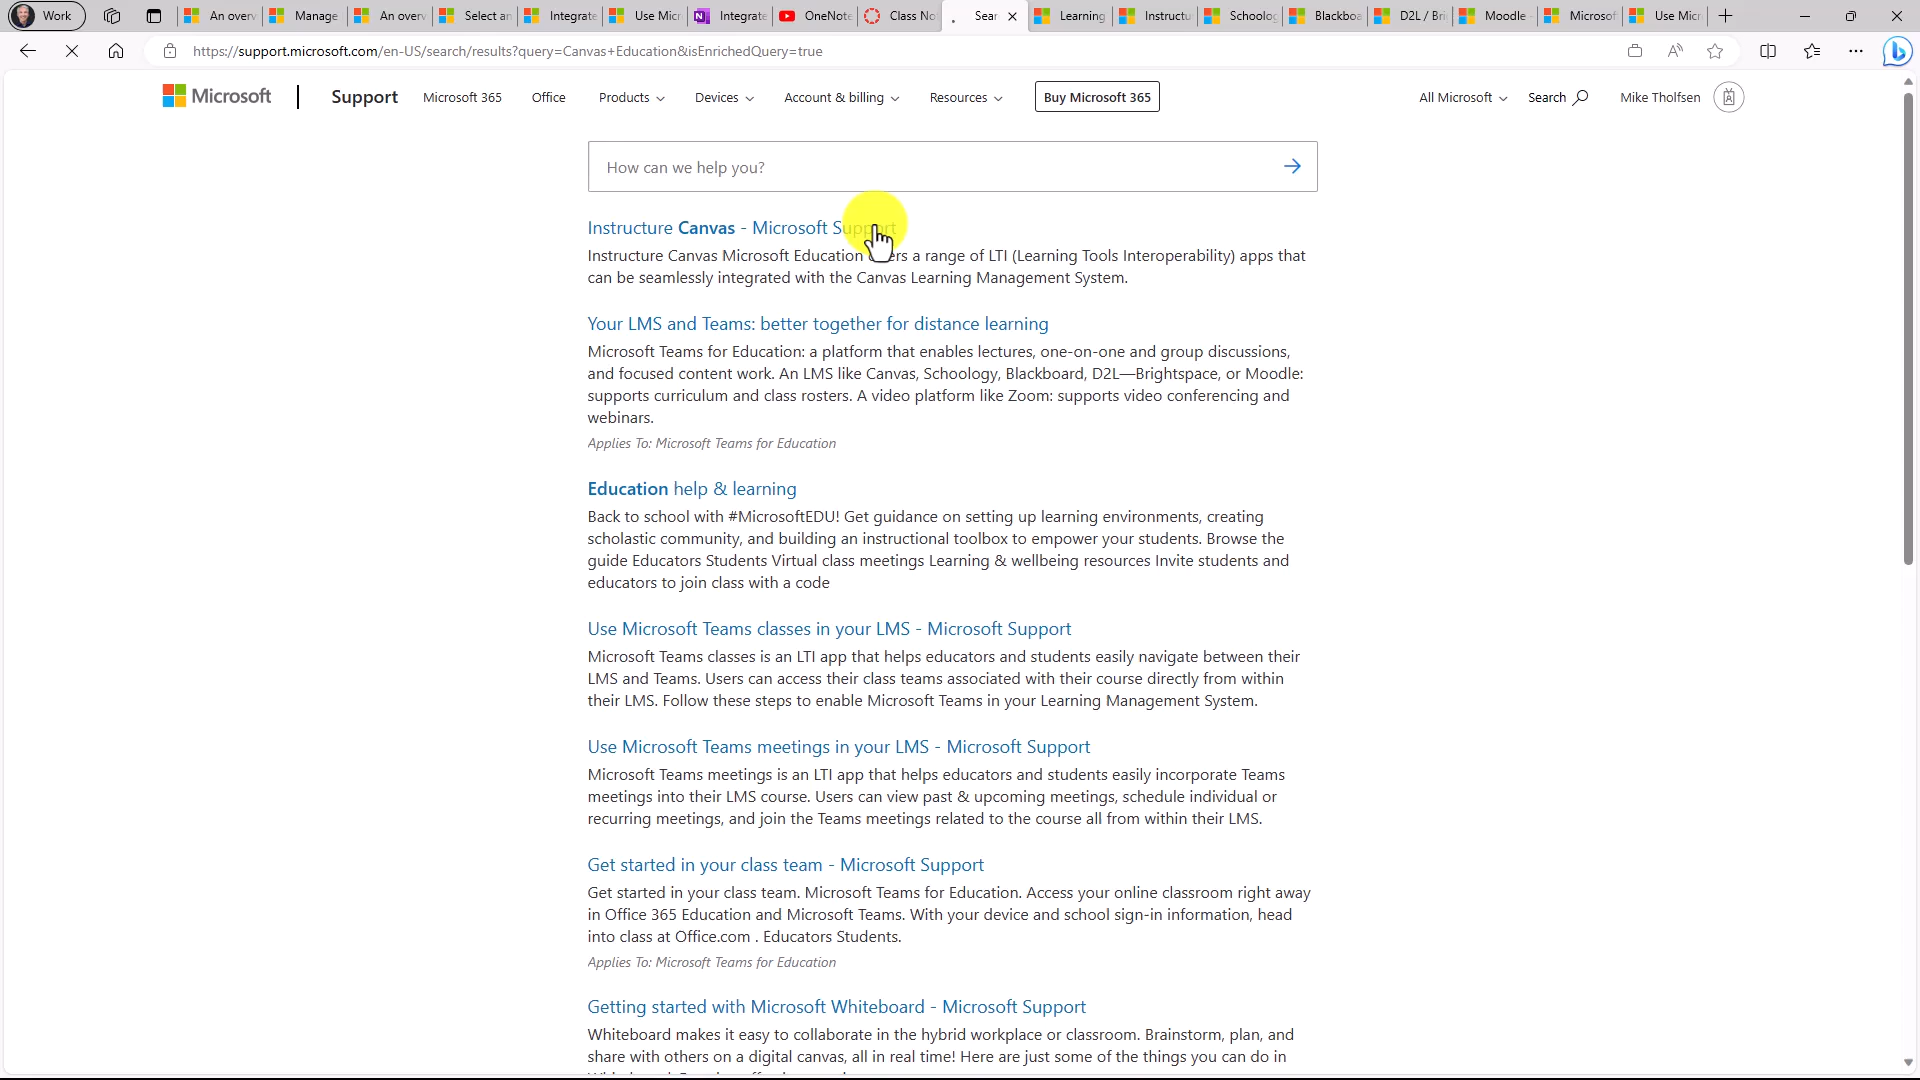 Work
An overv
Manage
An overv
Select an
Integrate
Use Micr
Integrate
OneNote
Class No
Sear
Learning
Instructu
Schoolog
Blackboa
D2L / Bri
Moodle -
Microsof
Use Micr
https://support.microsoft.com/en-US/search/results?query=Canvas+Education&isEnrichedQuery=true
Microsoft
Support
Microsoft 365
Office
Products
Devices
Account & billing
Resources
Buy Microsoft 365
All Microsoft
Search
Mike Tholfsen
How can we help you?
Instructure Canvas - Microsoft Support
Instructure Canvas Microsoft Education offers a range of LTI (Learning Tools Interoperability) apps that
can be seamlessly integrated with the Canvas Learning Management System.
Your LMS and Teams: better together for distance learning
Microsoft Teams for Education: a platform that enables lectures, one-on-one and group discussions,
and focused content work. An LMS like Canvas, Schoology, Blackboard, D2L—Brightspace, or Moodle:
supports curriculum and class rosters. A video platform like Zoom: supports video conferencing and
webinars.
Applies To: Microsoft Teams for Education
Education help & learning
Back to school with #MicrosoftEDU! Get guidance on setting up learning environments, creating
scholastic community, and building an instructional toolbox to empower your students. Browse the
guide Educators Students Virtual class meetings Learning & wellbeing resources Invite students and
educators to join class with a code
Use Microsoft Teams classes in your LMS - Microsoft Support
Microsoft Teams classes is an LTI app that helps educators and students easily navigate between their
LMS and Teams. Users can access their class teams associated with their course directly from within
their LMS. Follow these steps to enable Microsoft Teams in your Learning Management System.
Use Microsoft Teams meetings in your LMS - Microsoft Support
Microsoft Teams meetings is an LTI app that helps educators and students easily incorporate Teams
meetings into their LMS course. Users can view past & upcoming meetings, schedule individual or
recurring meetings, and join the Teams meetings related to the course all from within their LMS.
Get started in your class team - Microsoft Support
Get started in your class team. Microsoft Teams for Education. Access your online classroom right away
in Office 365 Education and Microsoft Teams. With your device and school sign-in information, head
into class at Office.com . Educators Students.
Applies To: Microsoft Teams for Education
Getting started with Microsoft Whiteboard - Microsoft Support
Whiteboard makes it easy to collaborate in the hybrid workplace or classroom. Brainstorm, plan, and
share with others on a digital canvas, all in real time! Here are just some of the things you can do in